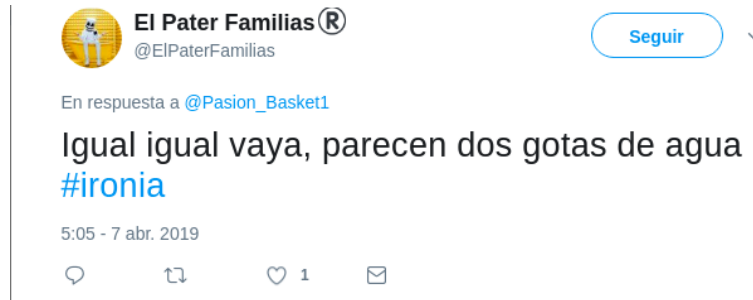 El Pater Familias®
@ElPaterFamilias
Seguir
En respuesta a @Pasion_Basket1
Igual igual vaya, parecen dos gotas de agua
#ironia
5:05 - 7 abr. 2019
1